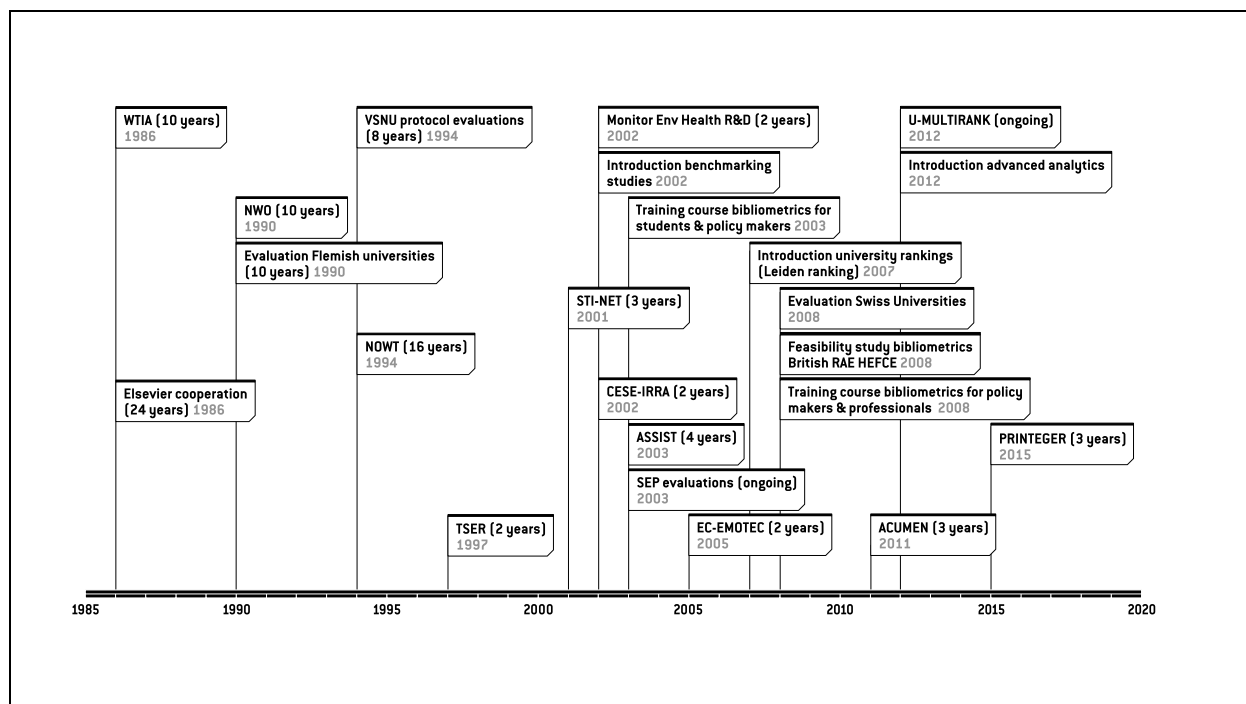 WTIA (10 years)
1986
VSNU protocol evaluations
(8 years) 1994
Monitor Env Health R&D (2 years)
2002
U-MULTIRANK (ongoing)
2012
Introduction benchmarking
studies 2002
Introduction advanced analytics
2012
NWO (10 years)
1990
Training course bibliometrics for
students & policy makers 2003
Evaluation Flemish universities
(10 years) 1990
Introduction university rankings
(Leiden ranking) 2007
STI-NET (3 years)
2001
Evaluation Swiss Universities
2008
NOWT (16 years)
1994
Feasibility study bibliometrics
British RAE HEFCE 2008
Elsevier cooperation
(24 years) 1986
CESE-IRRA (2 years)
2002
Training course bibliometrics for policy
makers & professionals 2008
ASSIST (4 years)
2003
PRINTEGER (3 years)
2015
SEP evaluations (ongoing)
2003
TSER (2 years)
1997
EC-EMOTEC (2 years)
2005
ACUMEN (3 years)
2011
1985 1990 1995 2000 2005 2010 2015 2020